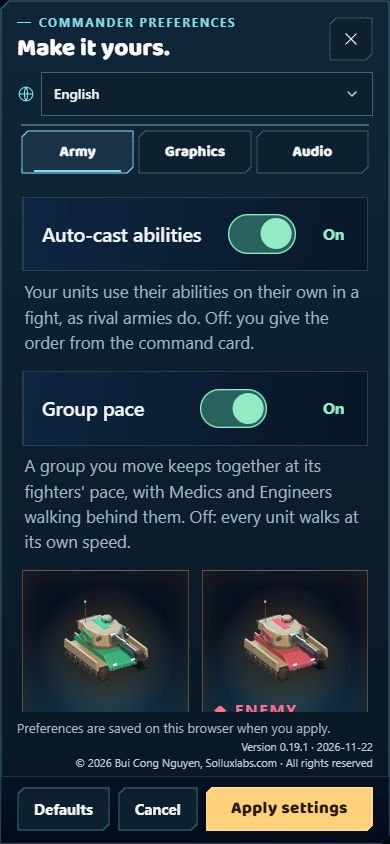 COMMANDER PREFERENCES
Make it yours.
English
Army
Graphics
Audio
Auto-cast abilities
On
Your units use their abilities on their own in a
fight, as rival armies do. Off: you give the
order from the command card.
Group pace
On
A group you move keeps together at its
fighters' pace, with Medics and Engineers
walking behind them. Off: every unit walks at
its own speed.
ENEMY
Preferences are saved on this browser when you apply.
Version 0.19.1 · 2026-11-22
© 2026 Bui Cong Nguyen, Solluxlabs.com · All rights reserved
Defaults
Cancel
Apply settings